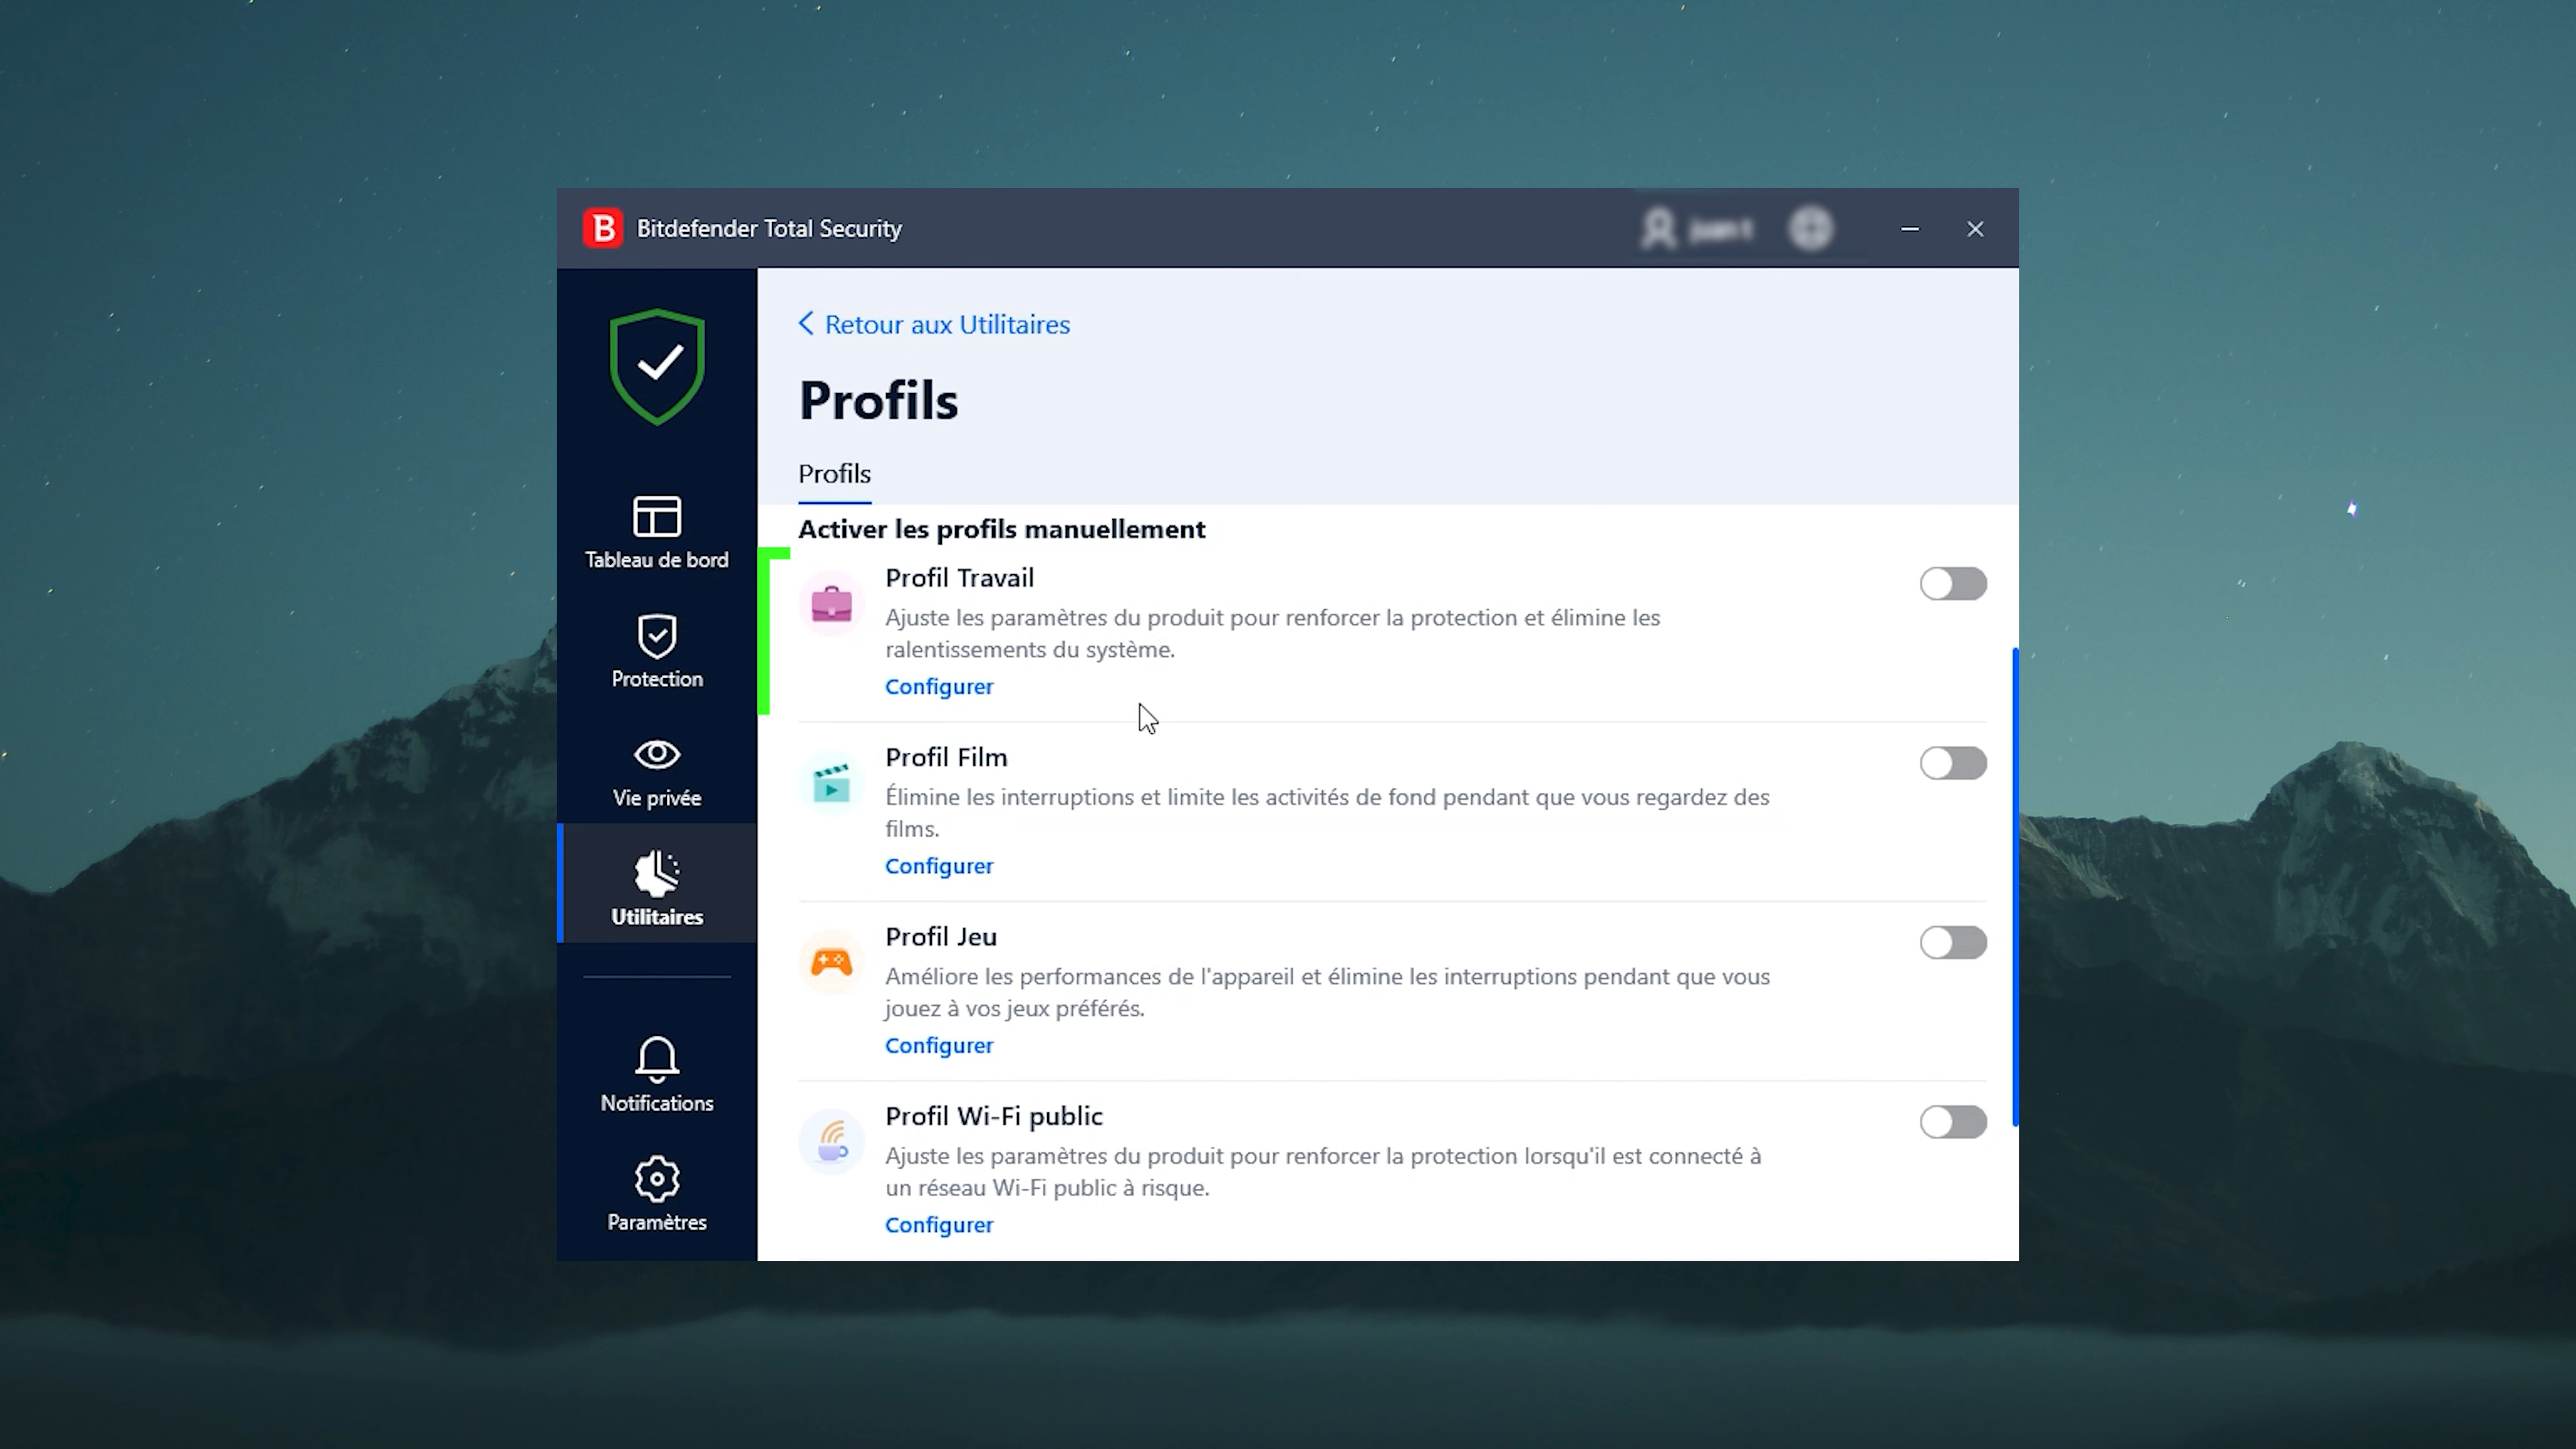 B Bitdefender Total Security
Retour aux Utilitaires
Profils
Profils
Activer les profils manuellement
Profil Travail
Ajuste les paramètres du produit pour renforcer la protection et élimine les
ralentissements du système.
Configurer
Profil Film
Élimine les interruptions et limite les activités de fond pendant que vous regardez des
films.
Configurer
Profil Jeu
Améliore les performances de l'appareil et élimine les interruptions pendant que vous
jouez à vos jeux préférés.
Configurer
Profil Wi-Fi public
Ajuste les paramètres du produit pour renforcer la protection lorsqu'il est connecté à
un réseau Wi-Fi public à risque.
Configurer
Tableau de bord
Protection
Vie privée
Utilitaires
Notifications
Paramètres